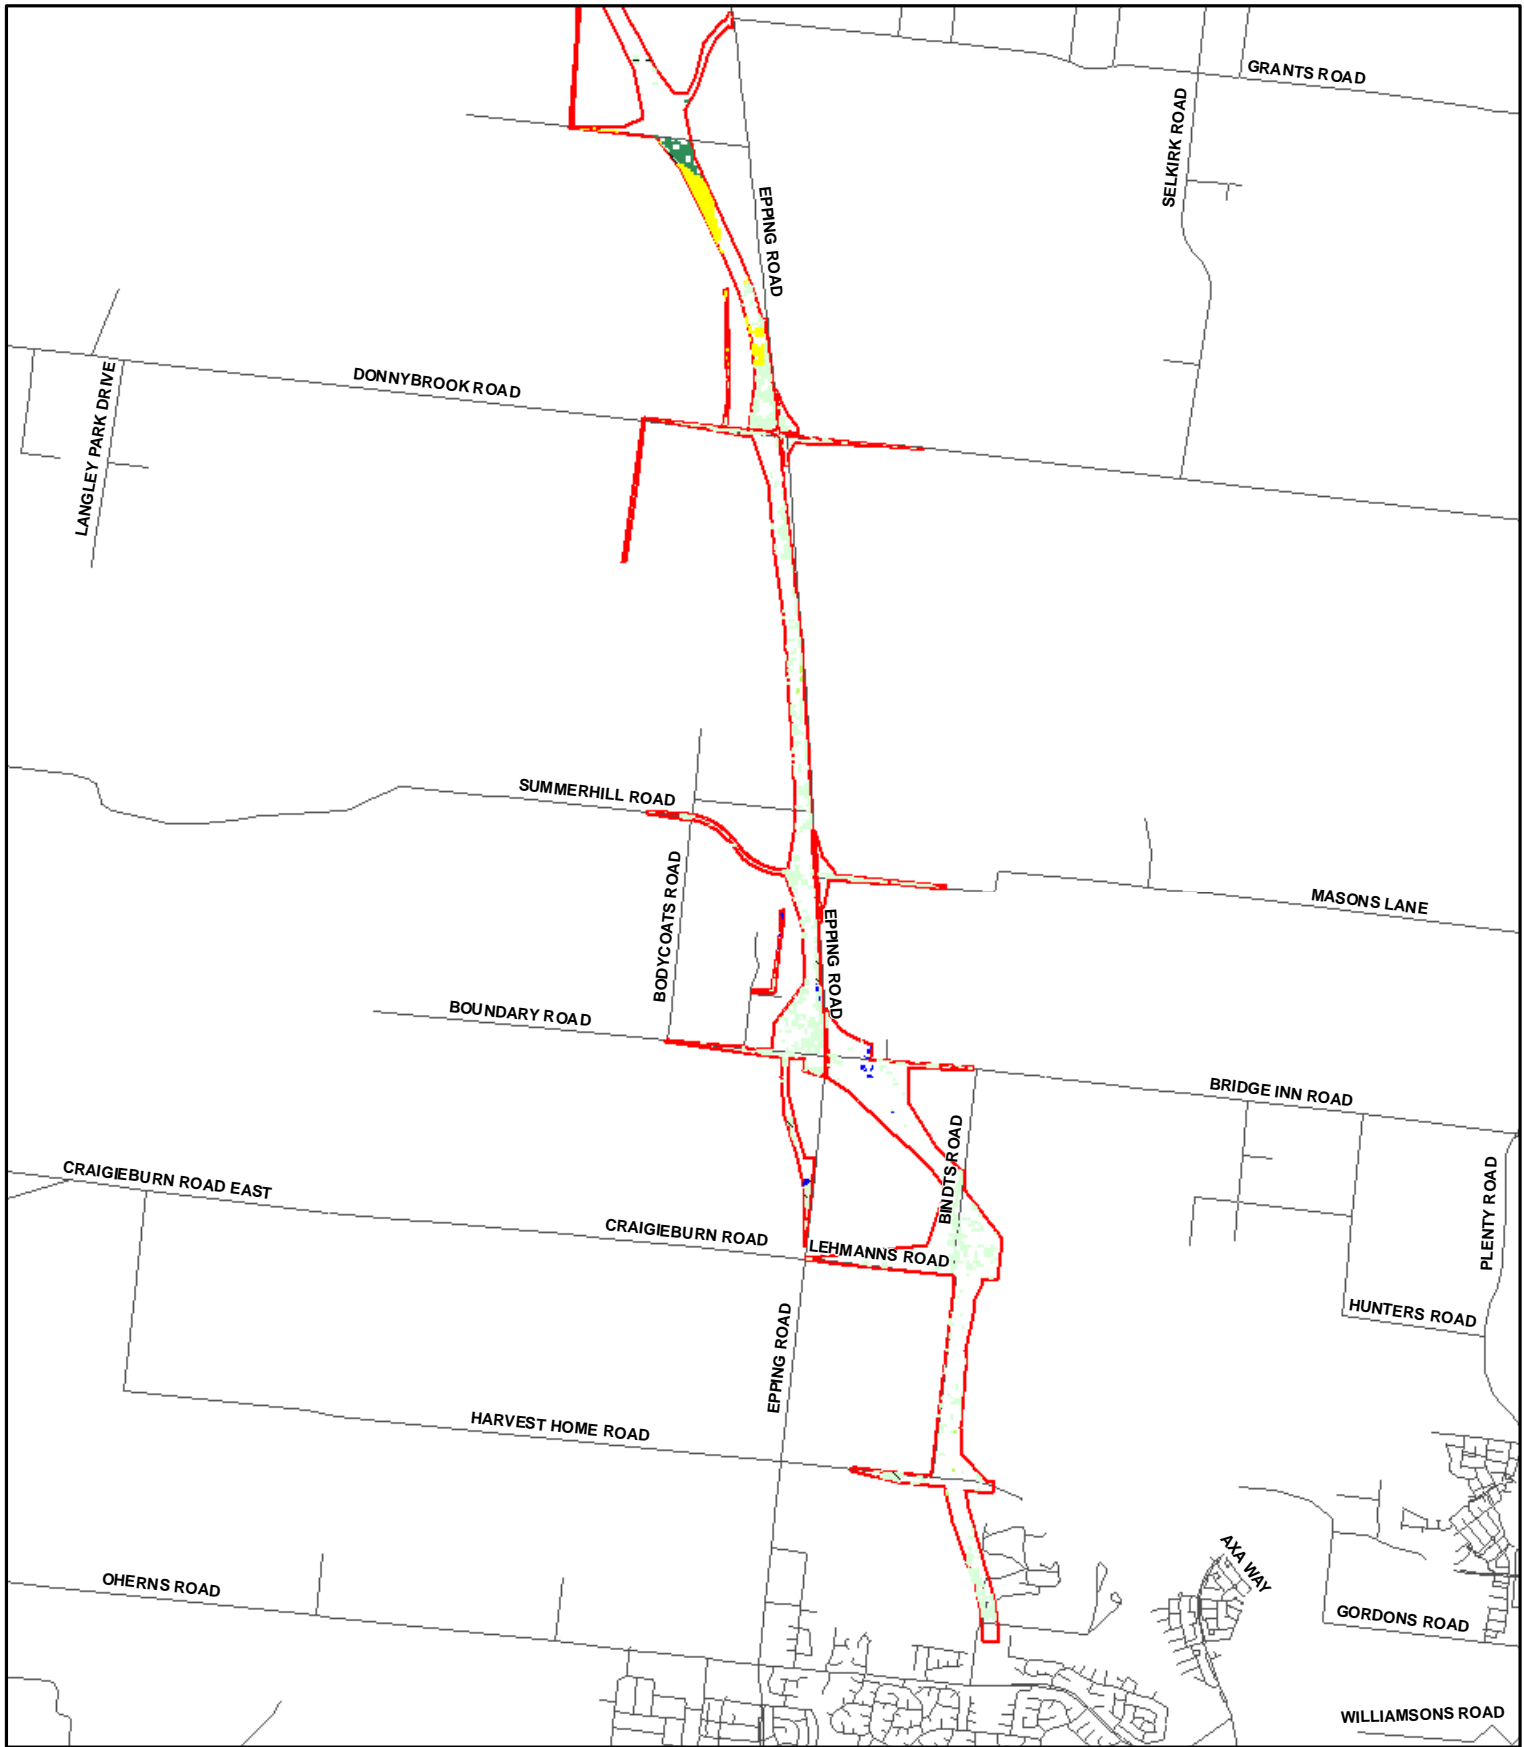 GRANTS ROAD
SELKIRK ROAD
EPPING ROAD
DONNYBROOK ROAD
LANGLEY PARK DRIVE
SUMMERHILL ROAD
BODYCOATS ROAD
MASONS LANE
EPPING ROAD
BOUNDARY ROAD
BRIDGE INN ROAD
BINDTS ROAD
PLENTY ROAD
CRAIGIEBURN ROAD EAST
CRAIGIEBURN ROAD
LEHMANNS ROAD
HUNTERS ROAD
EPPING ROAD
HARVEST HOME ROAD
AXA WAY
OHERNS ROAD
GORDONS ROAD
WILLIAMSONS ROAD